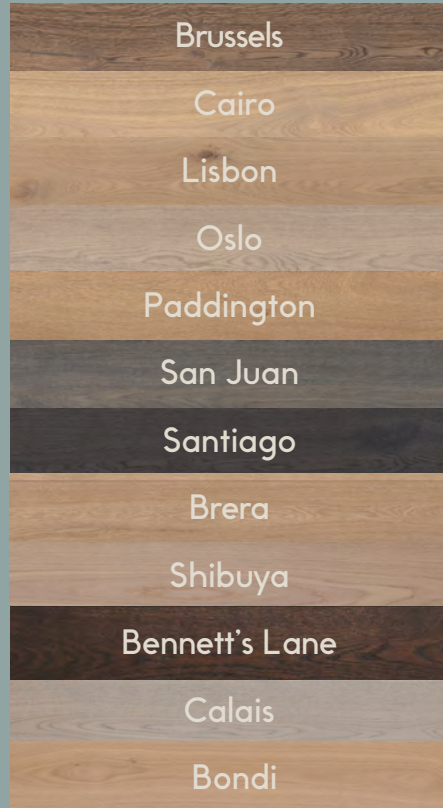 Brussels
Cairo
Lisbon
Oslo
Paddington
San Juan
Santiago
Brera
Shibuya
Bennett's Lane
Calais
Bondi